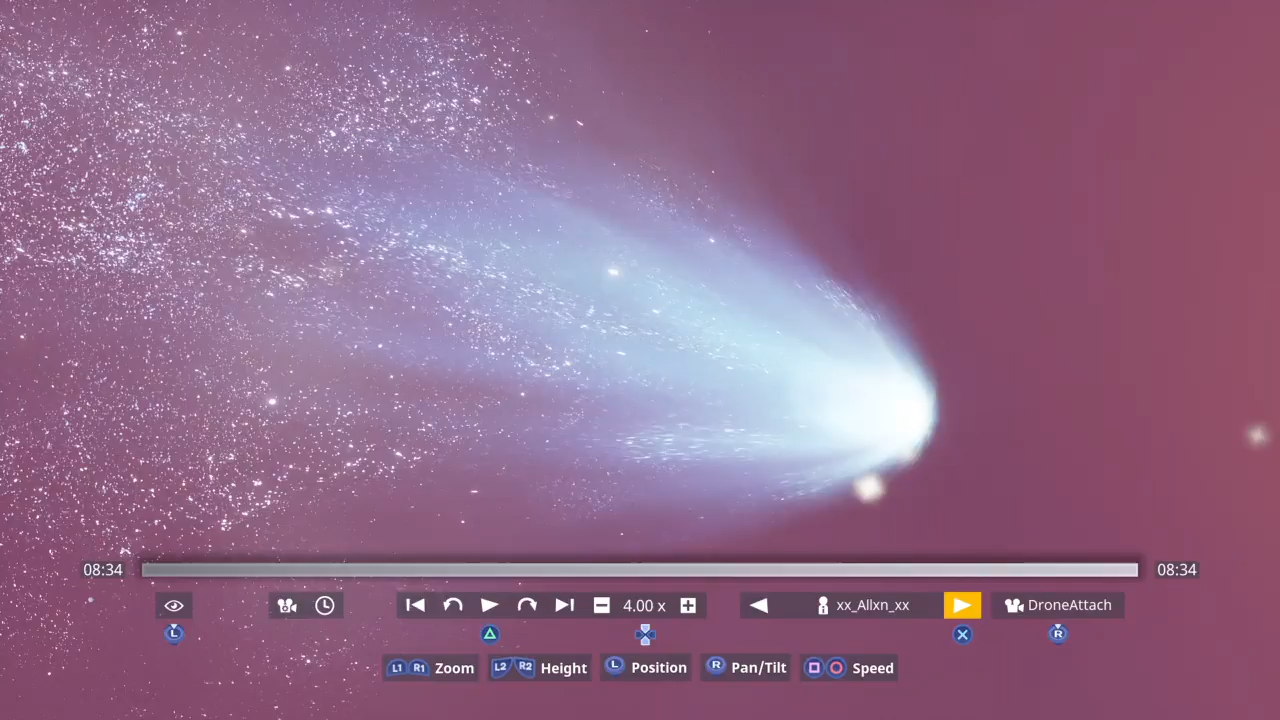 08:34 08:34
4.00 x xx_Allxn_xx DroneAttach
L R
L1 R1 Zoom L2 R2 Height L Position R Pan/Tilt Speed